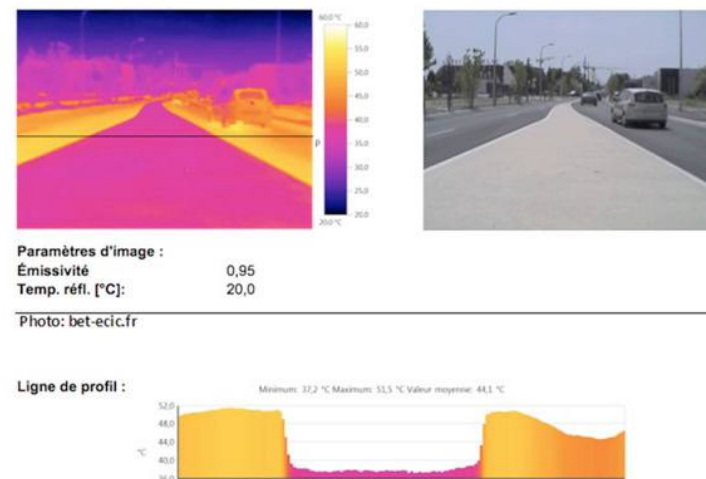 60,0 °C
60,0
55,0
50,0
45,0
40,0
35,0
P
30,0
25,0
20,0
20,0 °C
Paramètres d'image :
Émissivité 0,95
Temp. réfl. [°C]: 20,0
Photo: bet-ecic.fr
Ligne de profil :
Minimum: 37,2 °C Maximum: 51,5 °C Valeur moyenne: 44,1 °C
52,0
48,0
°C
44,0
40,0
36,0